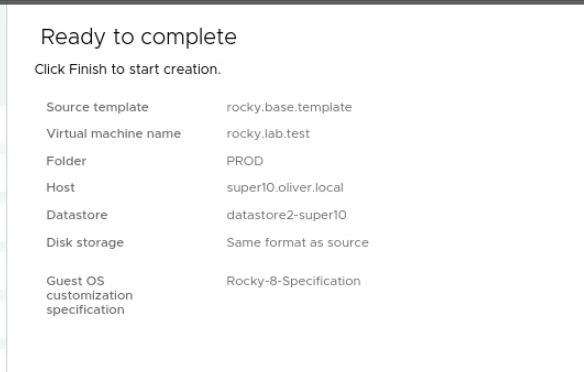 Ready to complete
Click Finish to start creation.
Source template rocky.base.template
Virtual machine name rocky.lab.test
Folder PROD
Host super10.oliver.local
Datastore datastore2-super10
Disk storage Same format as source
Guest OS Rocky-8-Specification
customization
specification